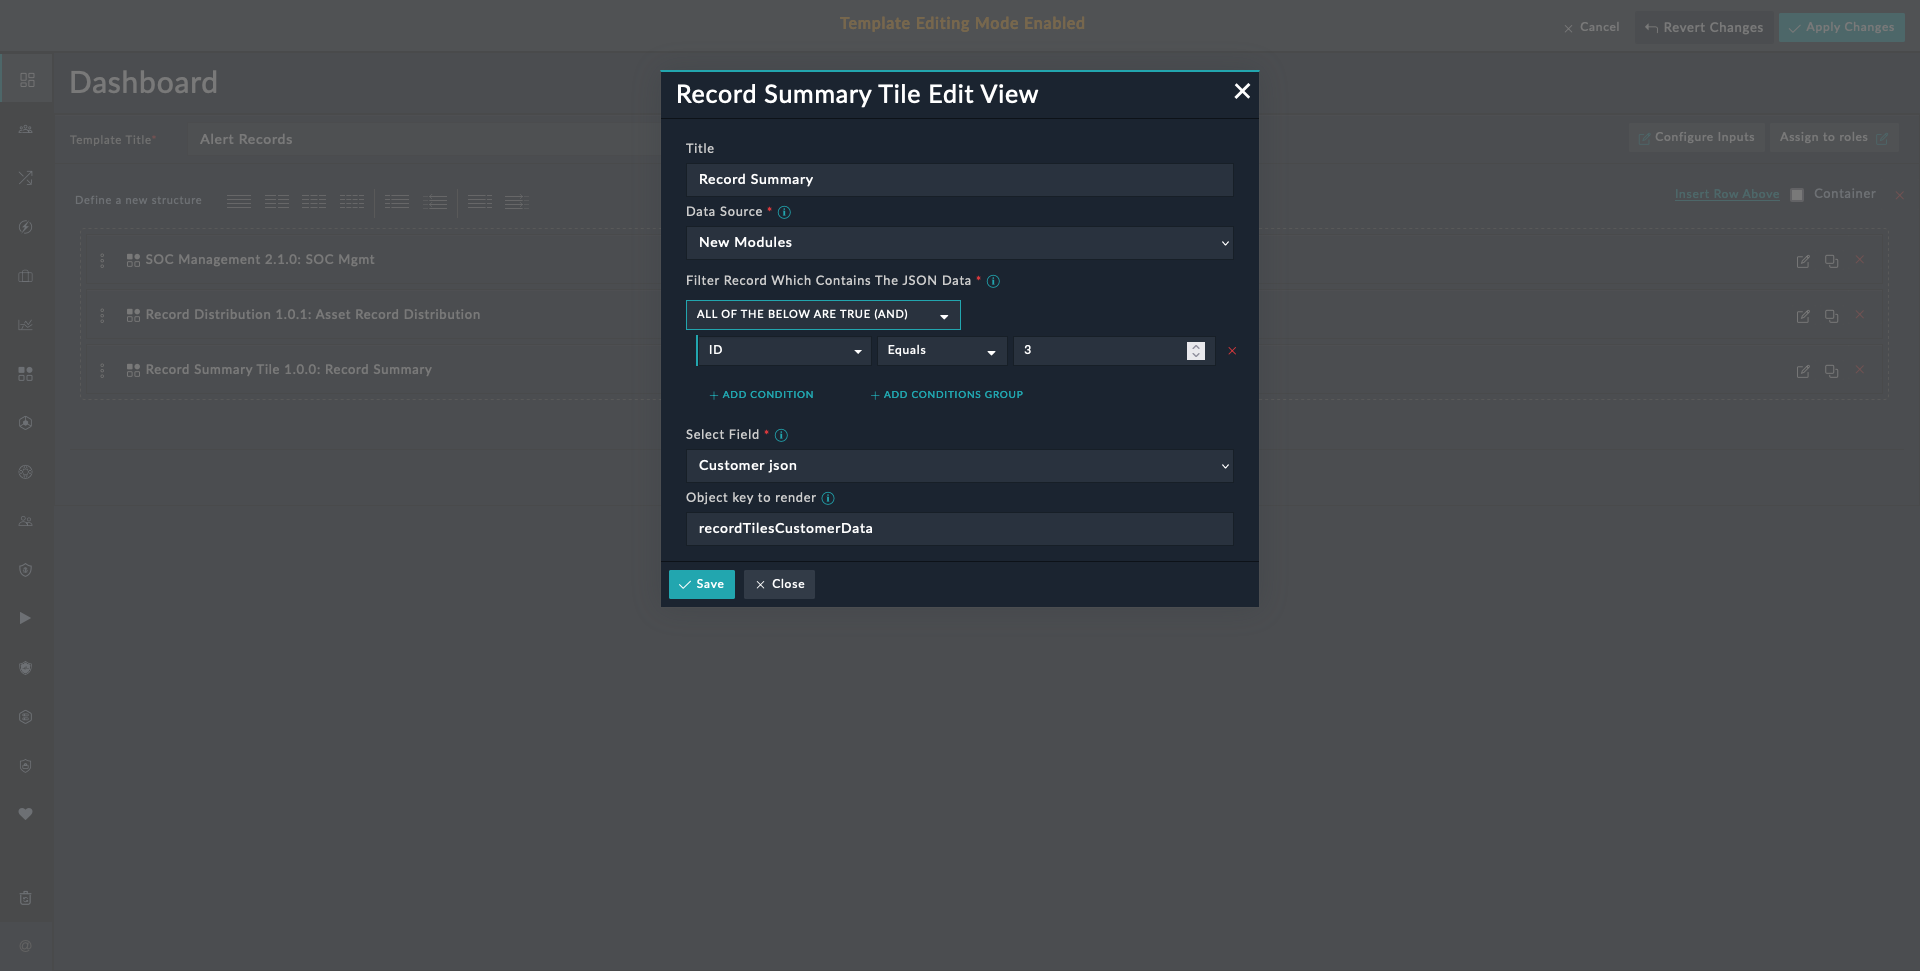 Template Editing Mode Enabled
Cancel
Revert Changes
Apply Changes
Dashboard
Template Title*
Alert Records
Configure Inputs
Assign to roles
Define a new structure
Insert Row Above
Container
SOC Management 2.1.0: SOC Mgmt
Record Distribution 1.0.1: Asset Record Distribution
Record Summary Tile 1.0.0: Record Summary
Record Summary Tile Edit View
Title
Record Summary
Data Source *
New Modules
Filter Record Which Contains The JSON Data *
ALL OF THE BELOW ARE TRUE (AND)
ID Equals 3
+ ADD CONDITION + ADD CONDITIONS GROUP
Select Field *
Customer json
Object key to render
recordTilesCustomerData
Save Close